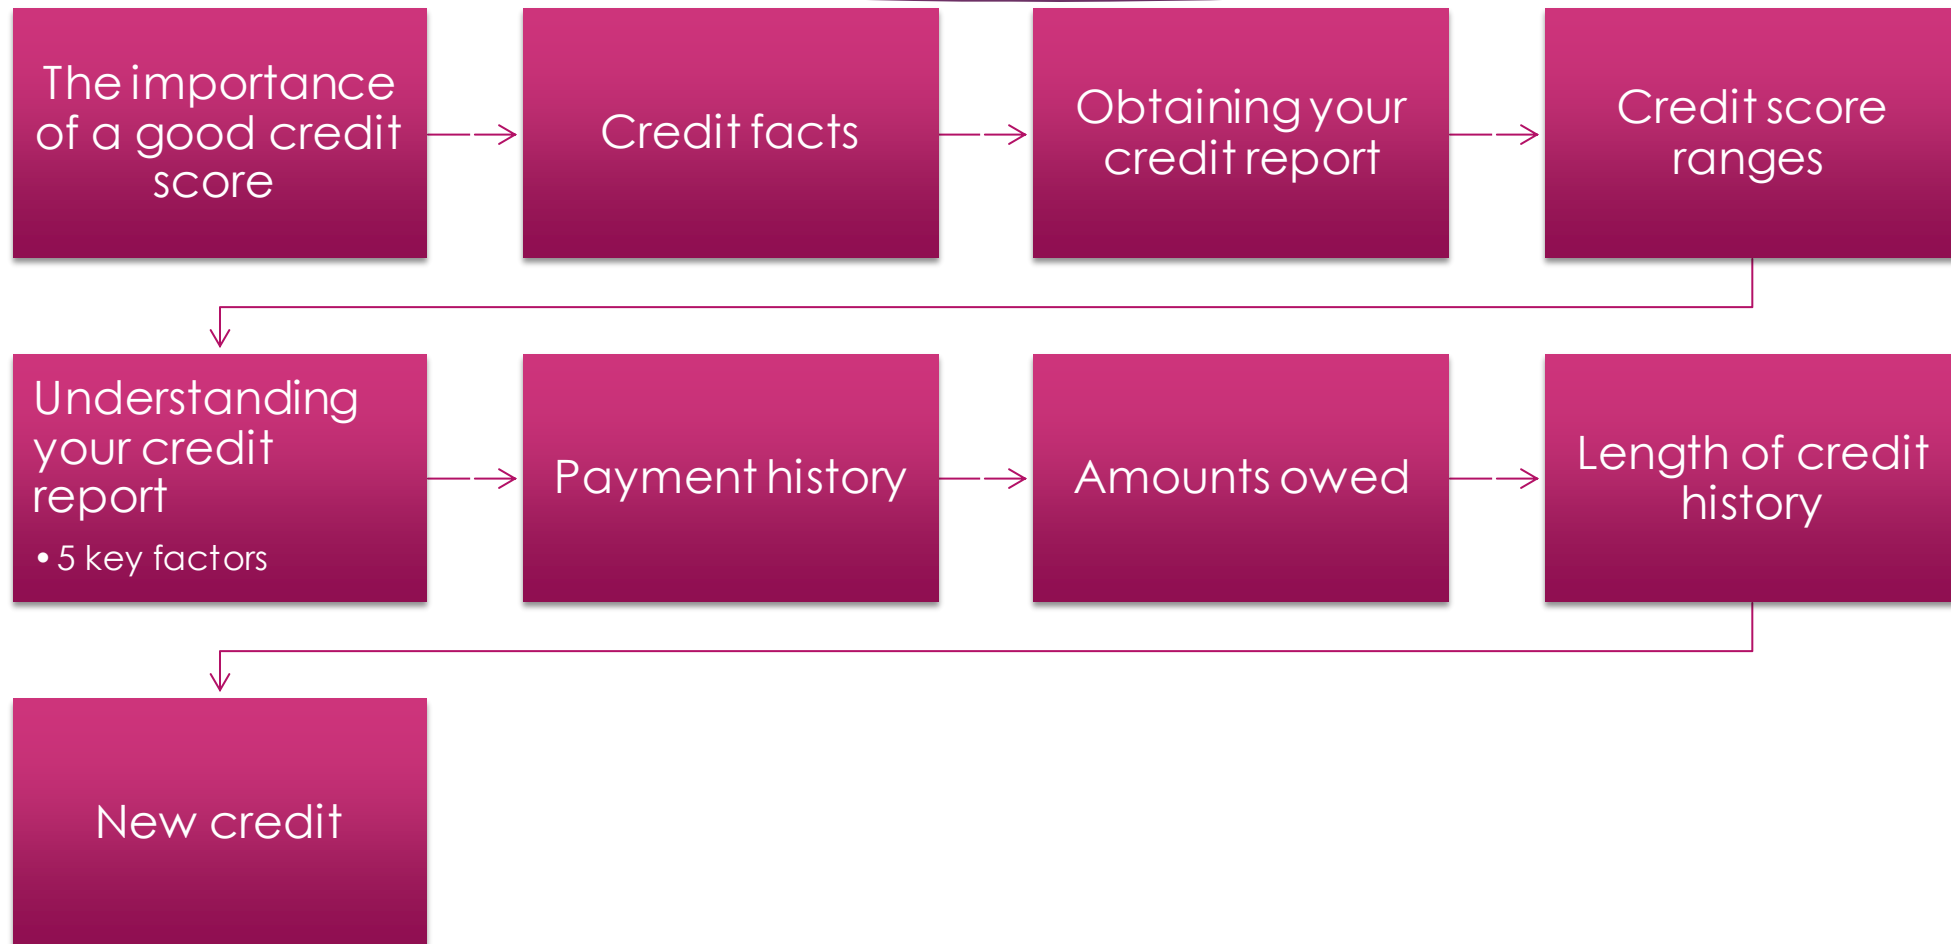 The importance
of a good credit
score
Credit facts
Obtaining your
credit report
Credit score
ranges
Understanding
your credit
report
• 5 key factors
Payment history
Amounts owed
Length of credit
history
New credit